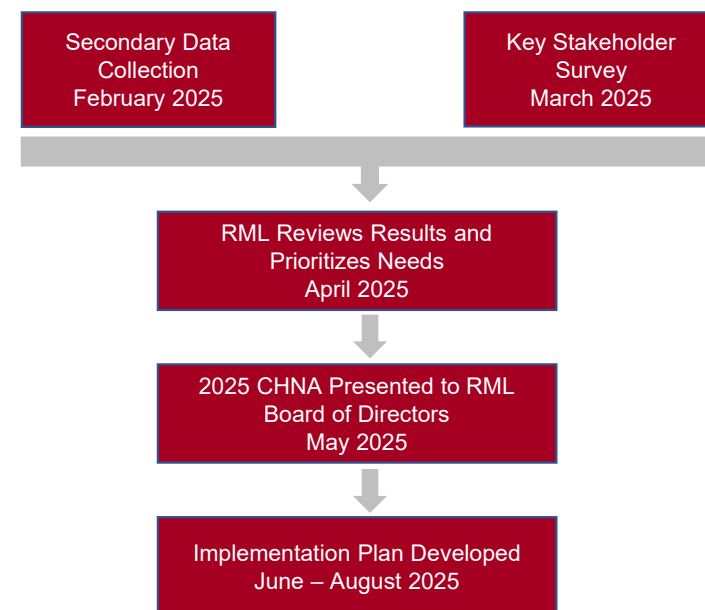 Secondary Data
Collection
February 2025
Key Stakeholder
Survey
March 2025
RML Reviews Results and
Prioritizes Needs
April 2025
2025 CHNA Presented to RML
Board of Directors
May 2025
Implementation Plan Developed
June – August 2025